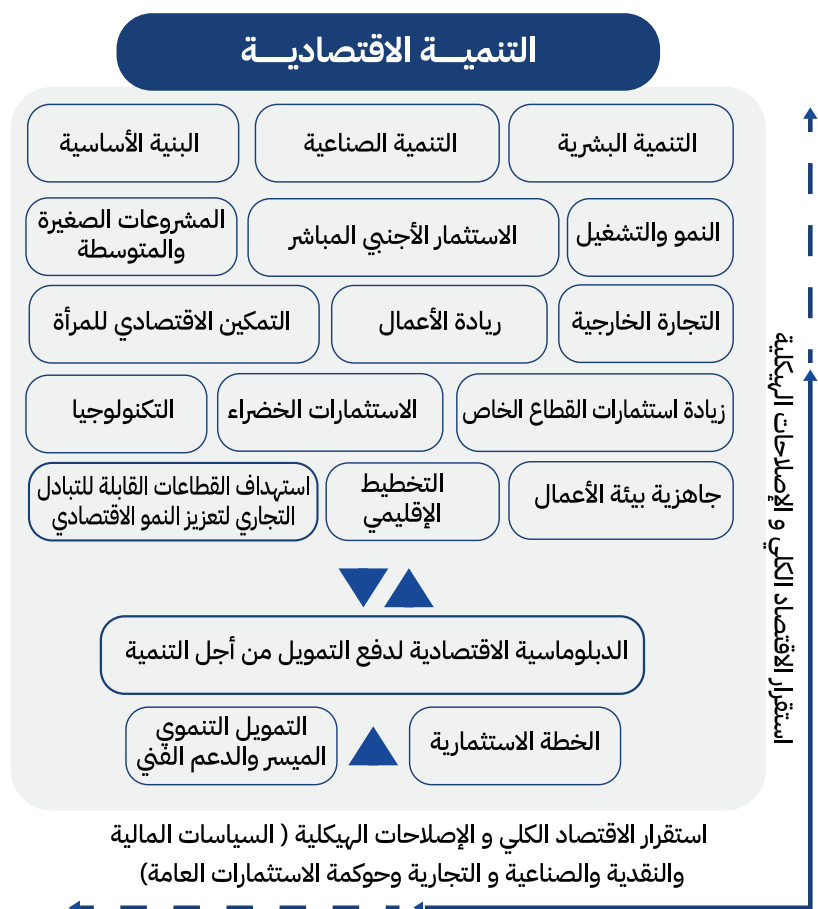 التنميـــة الاقتصاديـــة
التنمية البشرية
التنمية الصناعية
البنية الأساسية
النمو والتشغيل
الاستثمار الأجنبي المباشر
المشروعات الصغيرة
والمتوسطة
التجارة الخارجية
ريادة الأعمال
التمكين الاقتصادي للمرأة
زيادة استثمارات القطاع الخاص
الاستثمارات الخضراء
التكنولوجيا
جاهزية بيئة الأعمال
التخطيط
الإقليمي
استهداف القطاعات القابلة للتبادل
التجاري لتعزيز النمو الاقتصادي
الدبلوماسية الاقتصادية لدفع التمويل من أجل التنمية
الخطة الاستثمارية
التمويل التنموي
الميسر والدعم الفني
استقرار الاقتصاد الكلي و الإصلاحات الهيكلية
استقرار الاقتصاد الكلي و الإصلاحات الهيكلية ( السياسات المالية
والنقدية والصناعية و التجارية وحوكمة الاستثمارات العامة)